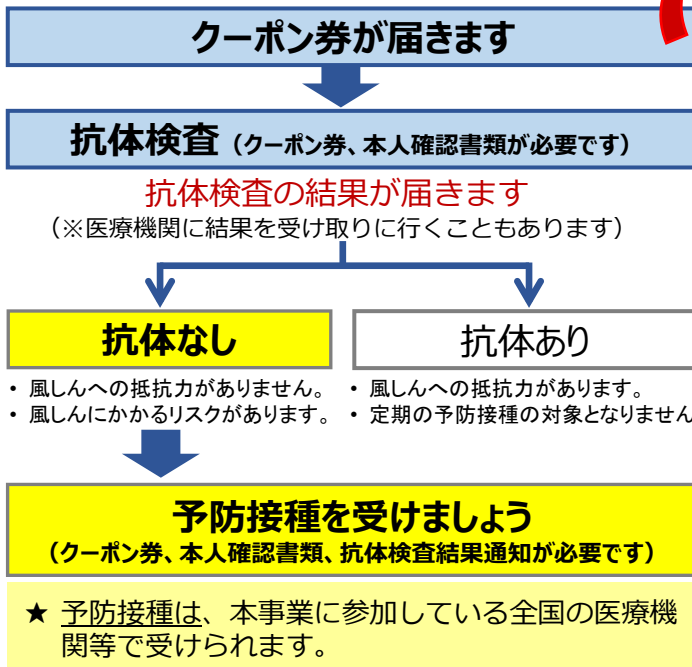 クーポン券が届きます
抗体検査（クーポン券、本人確認書類が必要です）
抗体検査の結果が届きます
（※医療機関に結果を受け取りに行くこともあります）
抗体なし
・ 風しんへの抵抗力がありません。
・ 風しんにかかるリスクがあります。
抗体あり
・ 風しんへの抵抗力があります。
・ 定期の予防接種の対象となりません
予防接種を受けましょう
（クーポン券、本人確認書類、抗体検査結果通知が必要です）
★ 予防接種は、本事業に参加している全国の医療機
関等で受けられます。